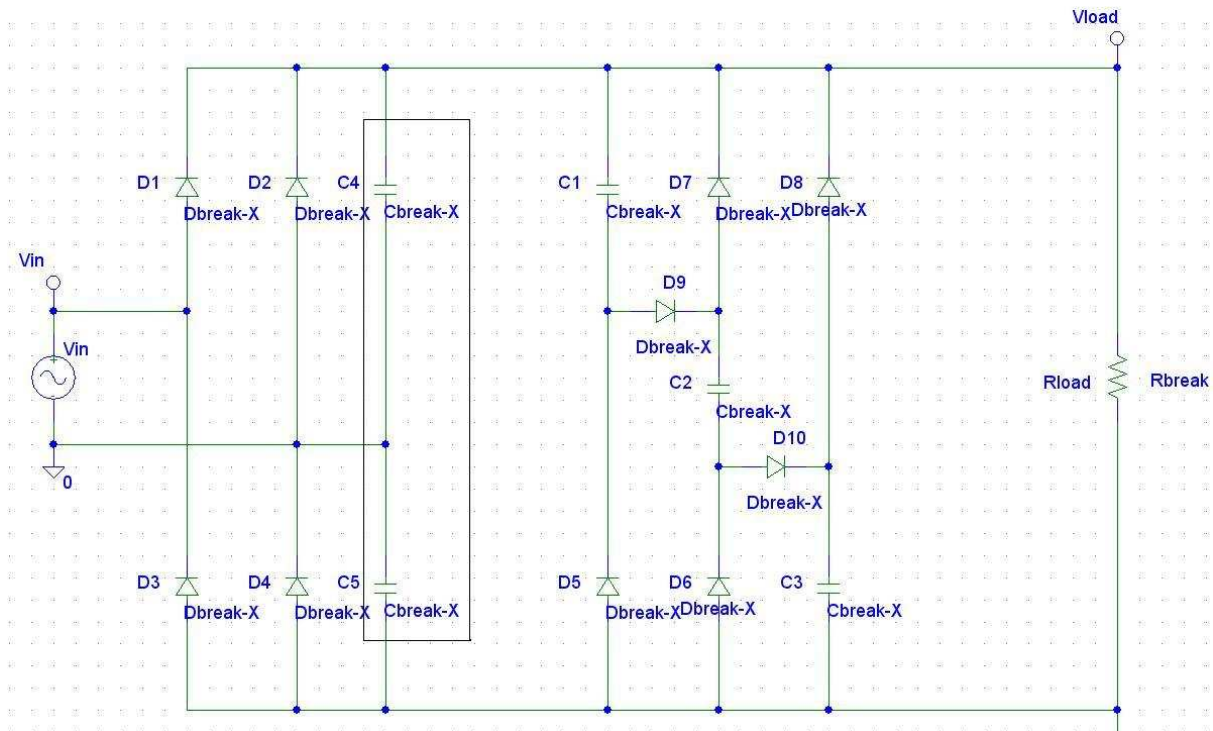 Vload
D1
Dbreak-X
D2
Dbreak-X
C4
Cbreak-X
C1
Cbreak-X
D7
Dbreak-X
D8
Dbreak-X
Vin
Vin
0
D9
Dbreak-X
C2
Cbreak-X
D10
Dbreak-X
Rload
Rbreak
D3
Dbreak-X
D4
Dbreak-X
C5
Cbreak-X
D5
Dbreak-X
D6
Dbreak-X
C3
Cbreak-X